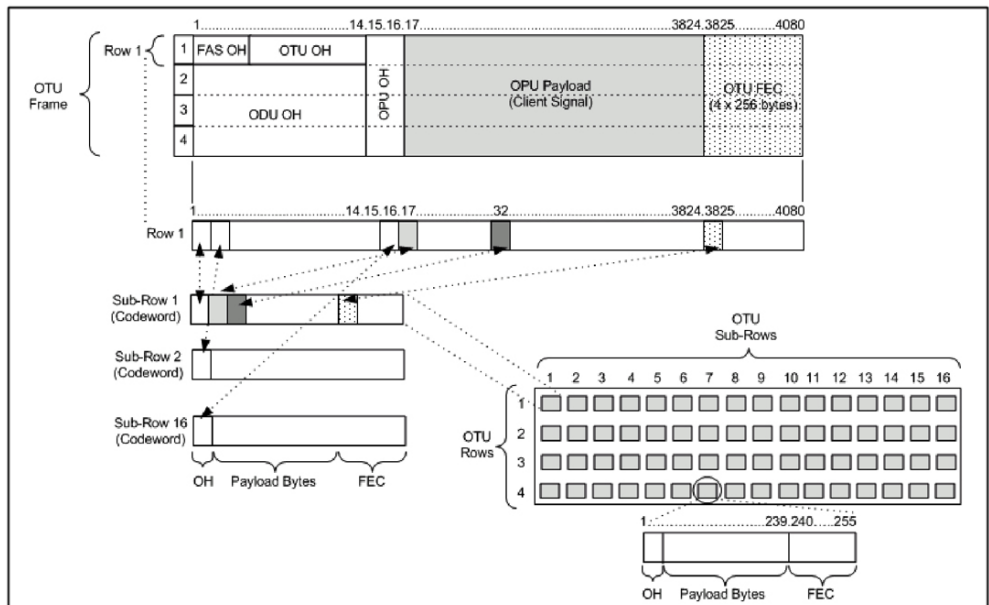 1..............................................14.15.16.17..........................................................................3824.3825..........4080
Row 1
1 FAS OH OTU OH
2
3
4
ODU OH
OPU OH
OPU Payload
(Client Signal)
OTU FEC
(4 x 256 bytes)
OTU
Frame
1..............................................14.15.16.17......................32..................................................3824.3825..........4080
Row 1
Sub-Row 1
(Codeword)
Sub-Row 2
(Codeword)
Sub-Row 16
(Codeword)
OH Payload Bytes FEC
OTU
Sub-Rows
1 2 3 4 5 6 7 8 9 10 11 12 13 14 15 16
OTU
Rows
1
2
3
4
1..................................239.240......255
OH Payload Bytes FEC